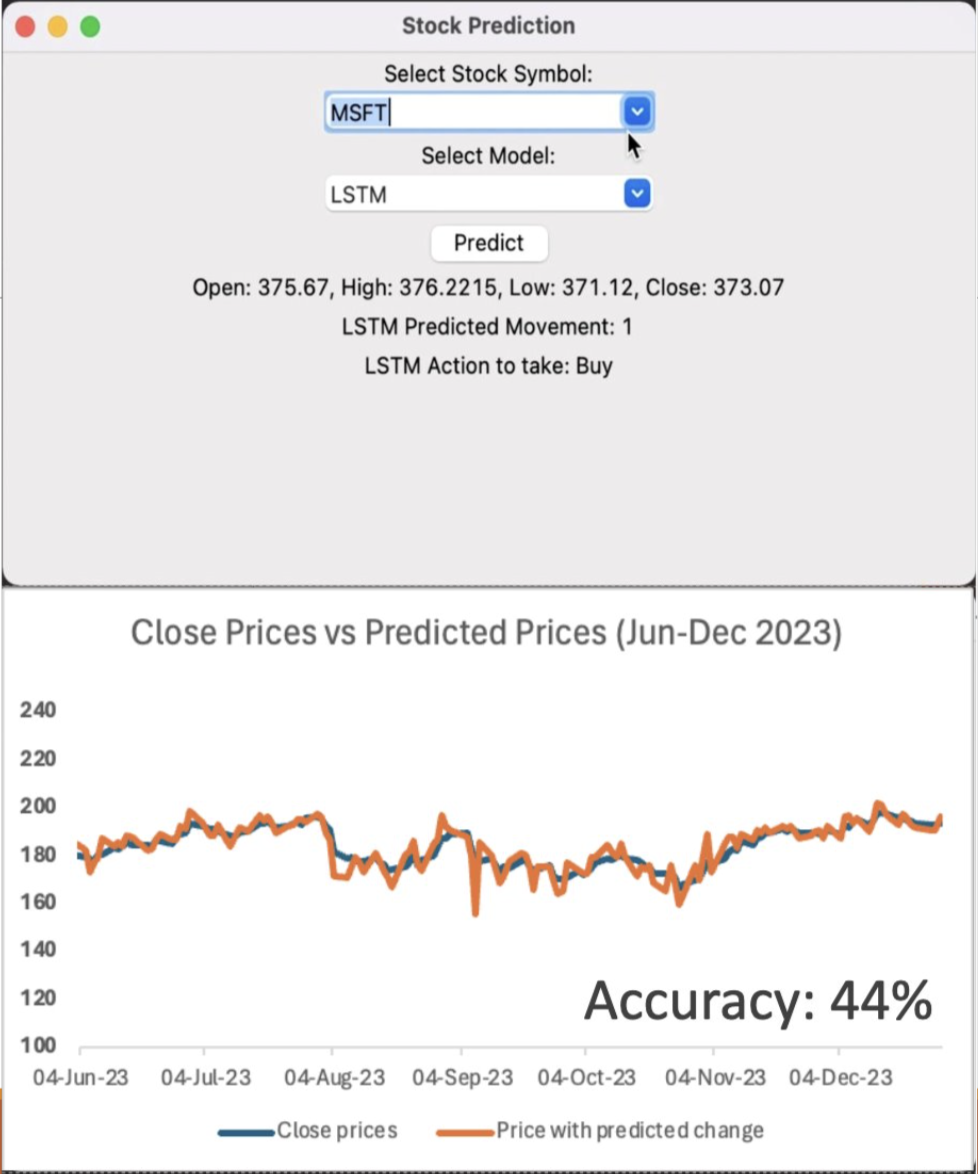 Stock Prediction
Select Stock Symbol:
MSFT
Select Model:
LSTM
Predict
Open: 375.67, High: 376.2215, Low: 371.12, Close: 373.07
LSTM Predicted Movement: 1
LSTM Action to take: Buy
Close Prices vs Predicted Prices (Jun-Dec 2023)
240
220
200
180
160
140
120
100
Accuracy: 44%
04-Jun-23 04-Jul-23 04-Aug-23 04-Sep-23 04-Oct-23 04-Nov-23 04-Dec-23
Close prices Price with predicted change